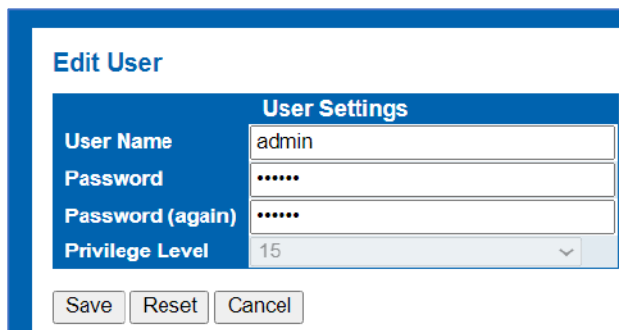 Edit User
User Settings
User Name admin
Password ••••••
Password (again) ••••••
Privilege Level 15
Save Reset Cancel